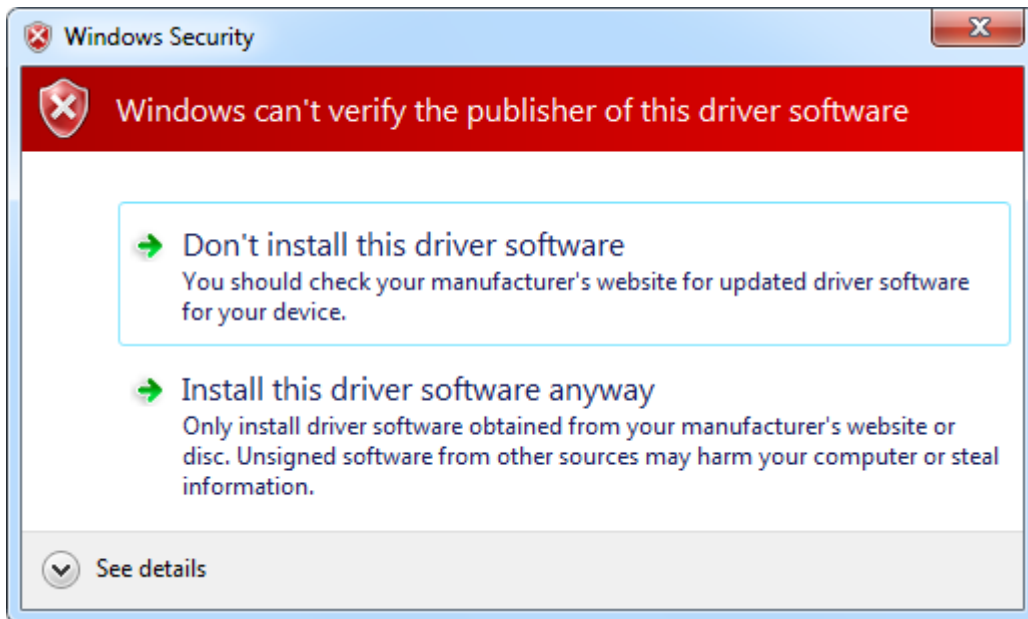 Windows Security
Windows can't verify the publisher of this driver software
Don't install this driver software
You should check your manufacturer's website for updated driver software
for your device.
Install this driver software anyway
Only install driver software obtained from your manufacturer's website or
disc. Unsigned software from other sources may harm your computer or steal
information.
See details